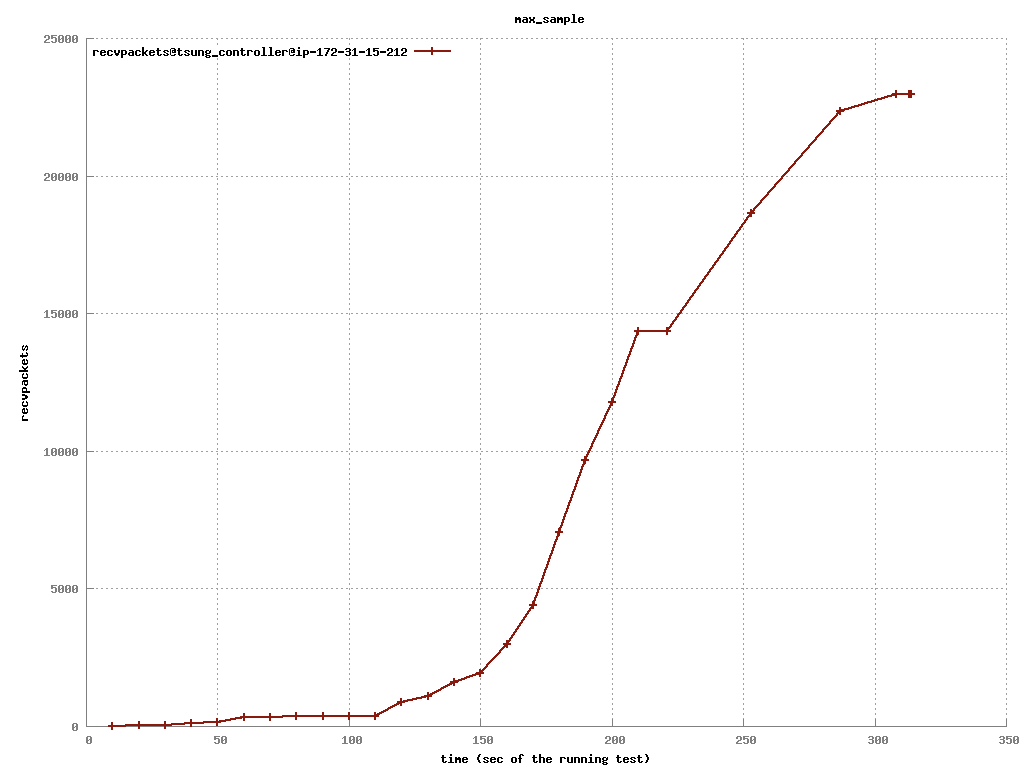 max_sample
25000
recvpackets@tsung_controller@ip-172-31-15-212
20000
15000
recvpackets
10000
5000
0
0 50 100 150 200 250 300 350
time (sec of the running test)